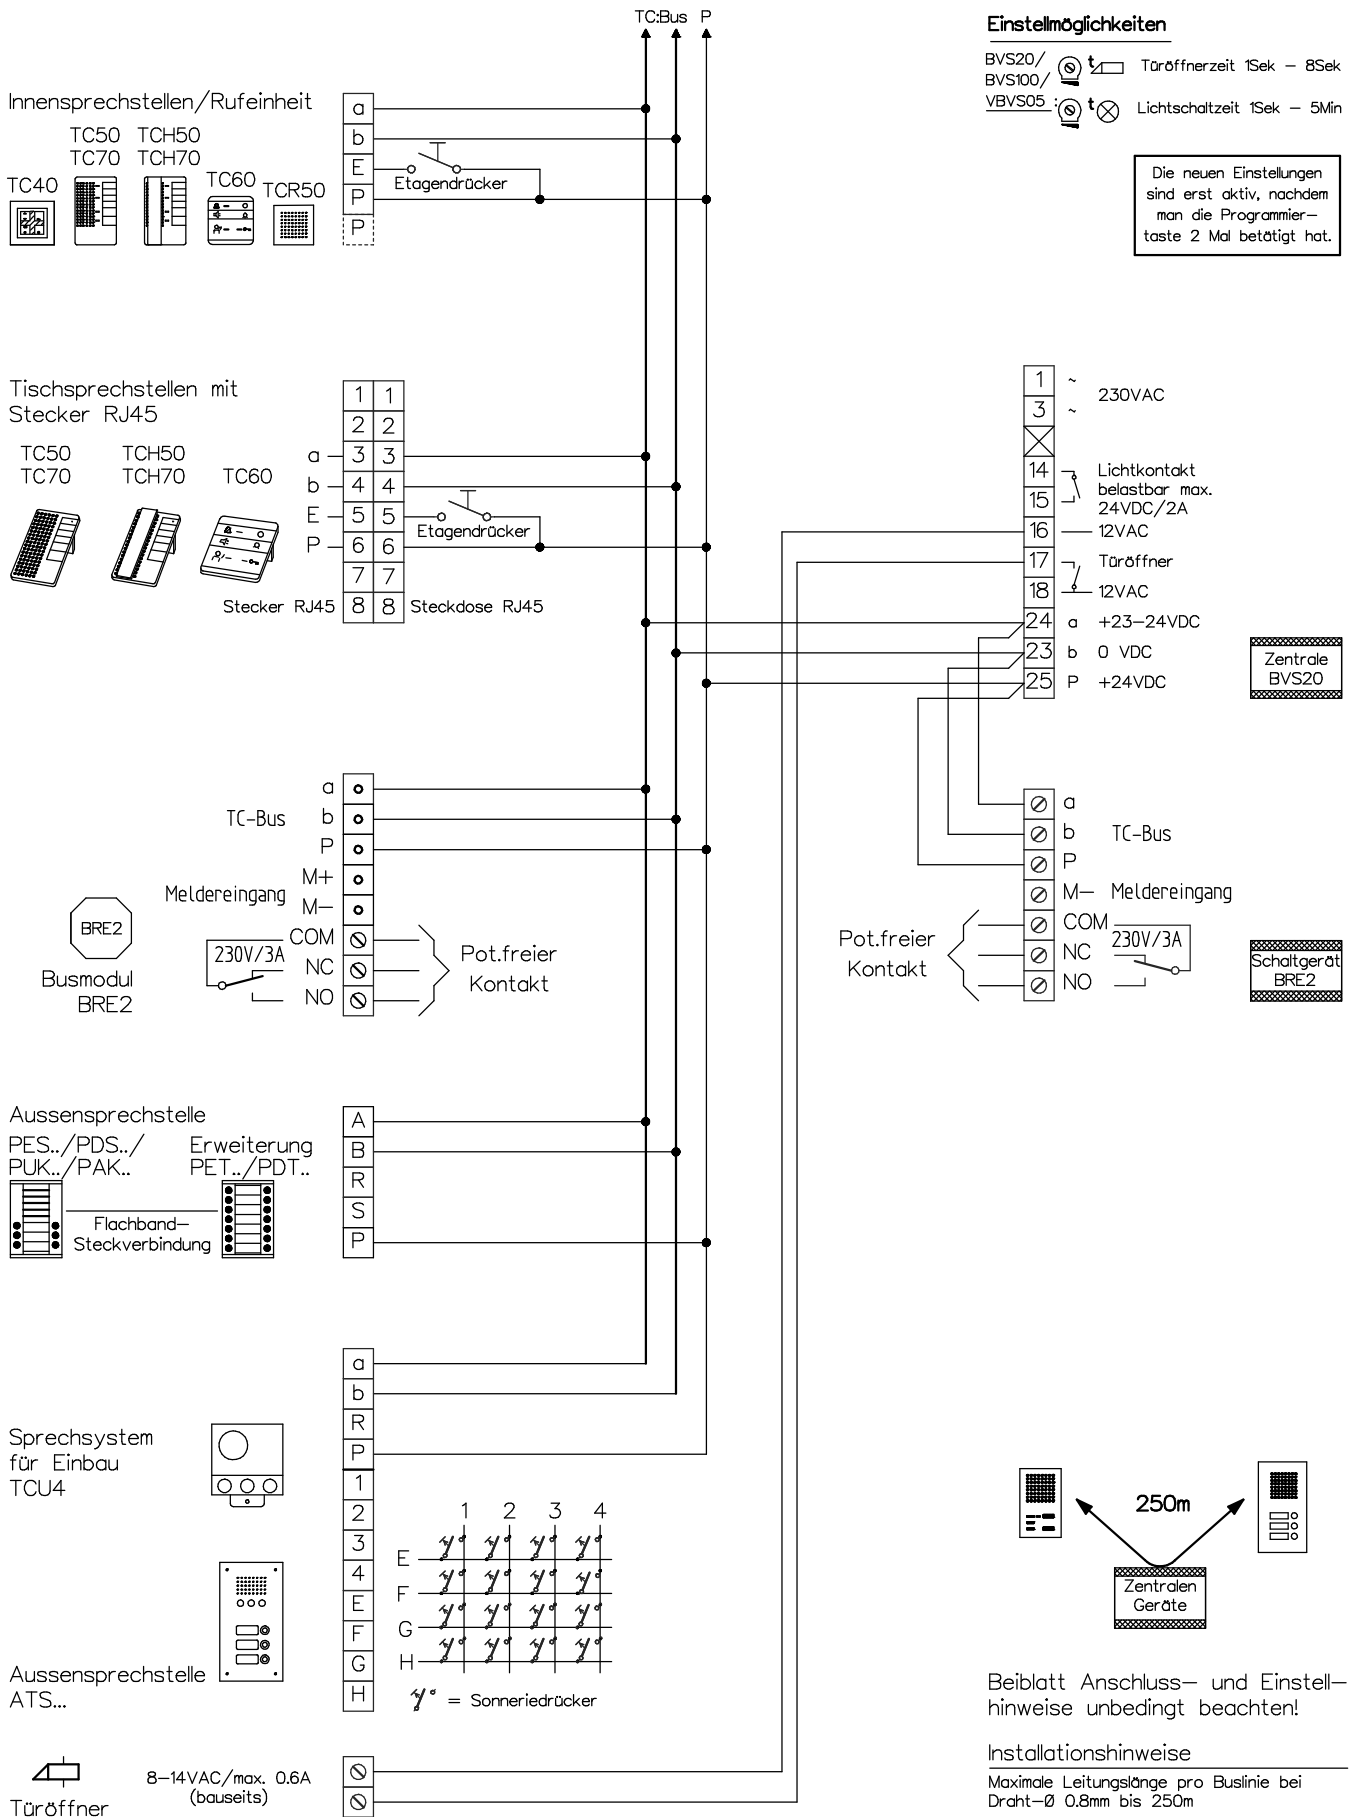 TC:Bus P
Einstellmöglichkeiten
BVS20/
BVS100/
VBVS05 :
t
Türöffnerzeit 1Sek – 8Sek
t
Lichtschaltzeit 1Sek – 5Min
Die neuen Einstellungen
sind erst aktiv, nachdem
man die Programmier–
taste 2 Mal betätigt hat.
Innensprechstellen/Rufeinheit
TC40
TC50
TC70
TCH50
TCH70
TC60
TCR50
a
b
E
P
P
Etagendrücker
Tischsprechstellen mit
Stecker RJ45
TC50
TC70
TCH50
TCH70
TC60
1 1
2 2
a 3 3
b 4 4
E 5 5
P 6 6
7 7
8 8
Etagendrücker
Stecker RJ45
Steckdose RJ45
1 ~
3 ~
230VAC
14
15
Lichtkontakt
belastbar max.
24VDC/2A
16 12VAC
17 Türöffner
18 12VAC
24 a +23–24VDC
23 b 0 VDC
25 P +24VDC
Zentrale
BVS20
BRE2
Busmodul
BRE2
TC-Bus
a
b
P
Meldereingang
M+
M–
230V/3A
COM
NC
NO
Pot.freier
Kontakt
a
b
P
TC-Bus
M– Meldereingang
COM
NC
NO
230V/3A
Pot.freier
Kontakt
Schaltgerät
BRE2
Aussensprechstelle
PES../PDS../
PUK../PAK..
Erweiterung
PET../PDT..
Flachband–
Steckverbindung
A
B
R
S
P
Sprechsystem
für Einbau
TCU4
Aussensprechstelle
ATS...
a
b
R
P
1
2
3
4
E
F
G
H
1 2 3 4
E
F
G
H
= Sonneriedrücker
Türöffner
8–14VAC/max. 0.6A
(bauseits)
250m
Zentralen
Geräte
Beiblatt Anschluss– und Einstell–
hinweise unbedingt beachten!
Installationshinweise
Maximale Leitungslänge pro Buslinie bei
Draht–Ø 0.8mm bis 250m